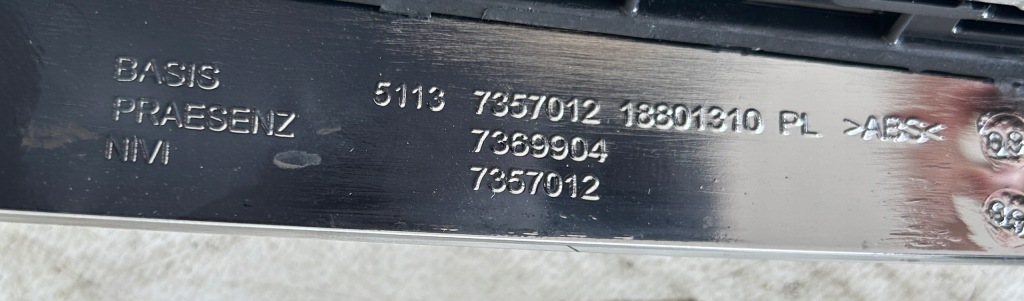 BASIS
PRAESENZ
NIVI
5113 7357012 18801310 PL >ABS<
7369904
7357012